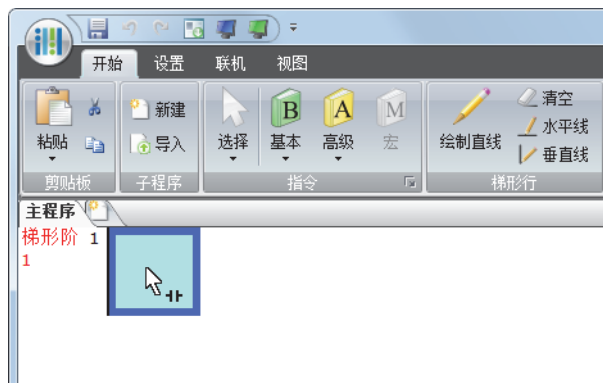 开始 设置 联机 视图
粘贴 新建 导入 选择 B 基本 A 高级 M 宏 绘制直线 清空 水平线 垂直线
剪贴板 子程序 指令 梯形行
主程序
梯形阶 1
1